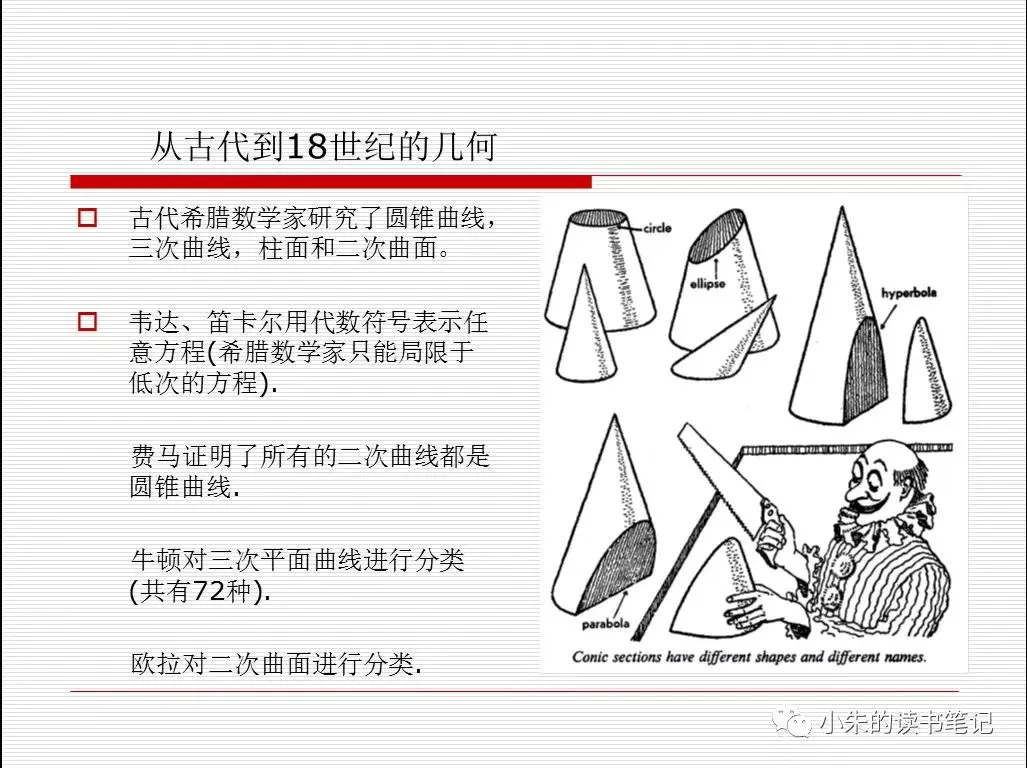 从古代到18世纪的几何
古代希腊数学家研究了圆锥曲线，
三次曲线，柱面和二次曲面。
韦达、笛卡尔用代数符号表示任
意方程(希腊数学家只能局限于
低次的方程).
费马证明了所有的二次曲线都是
圆锥曲线.
牛顿对三次平面曲线进行分类
(共有72种).
欧拉对二次曲面进行分类.
circle
ellipse
hyperbola
parabola
Conic sections have different shapes and different names.
小朱的读书笔记